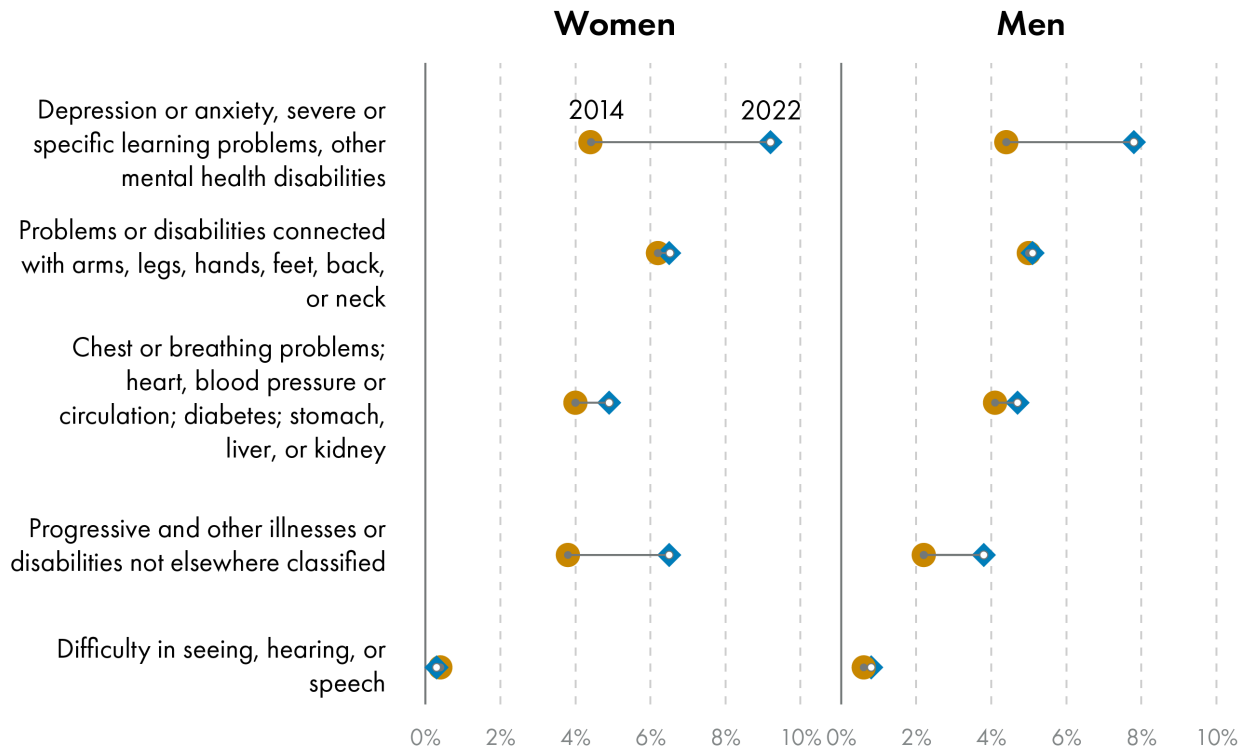 Women Men
2014 2022
Depression or anxiety, severe or
specific learning problems, other
mental health disabilities
Problems or disabilities connected
with arms, legs, hands, feet, back,
or neck
Chest or breathing problems;
heart, blood pressure or
circulation; diabetes; stomach,
liver, or kidney
Progressive and other illnesses or
disabilities not elsewhere classified
Difficulty in seeing, hearing, or
speech
0% 2% 4% 6% 8% 10% 0% 2% 4% 6% 8% 10%